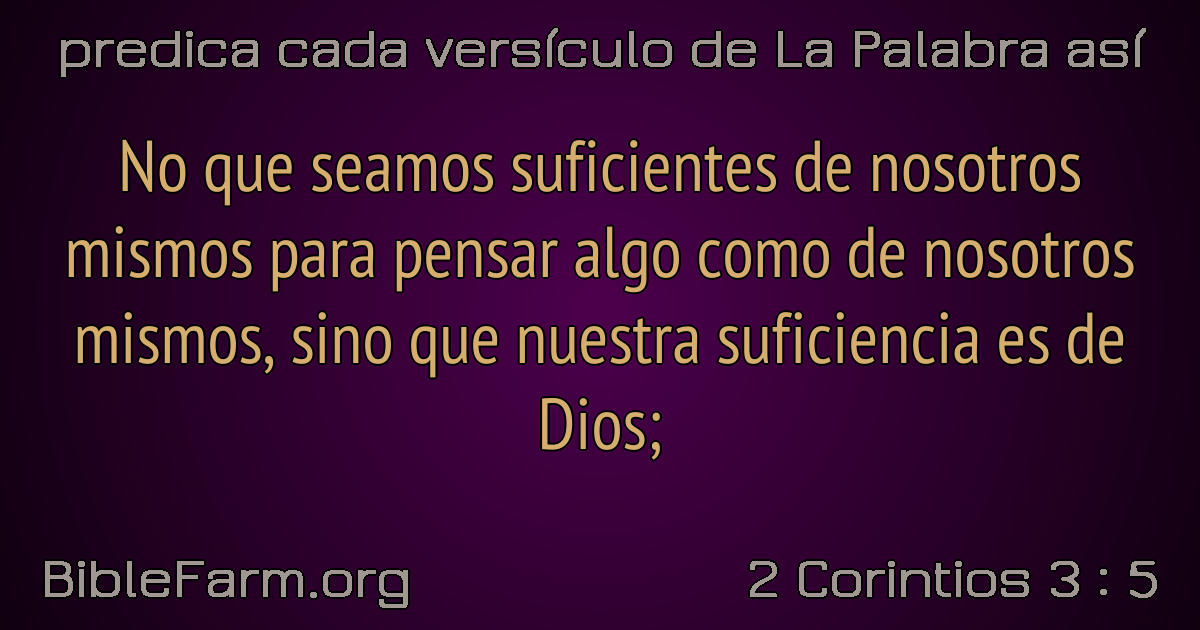 predica cada versículo de La Palabra así
No que seamos suficientes de nosotros
mismos para pensar algo como de nosotros
mismos, sino que nuestra suficiencia es de
Dios;
BibleFarm.org
2 Corintios 3 : 5